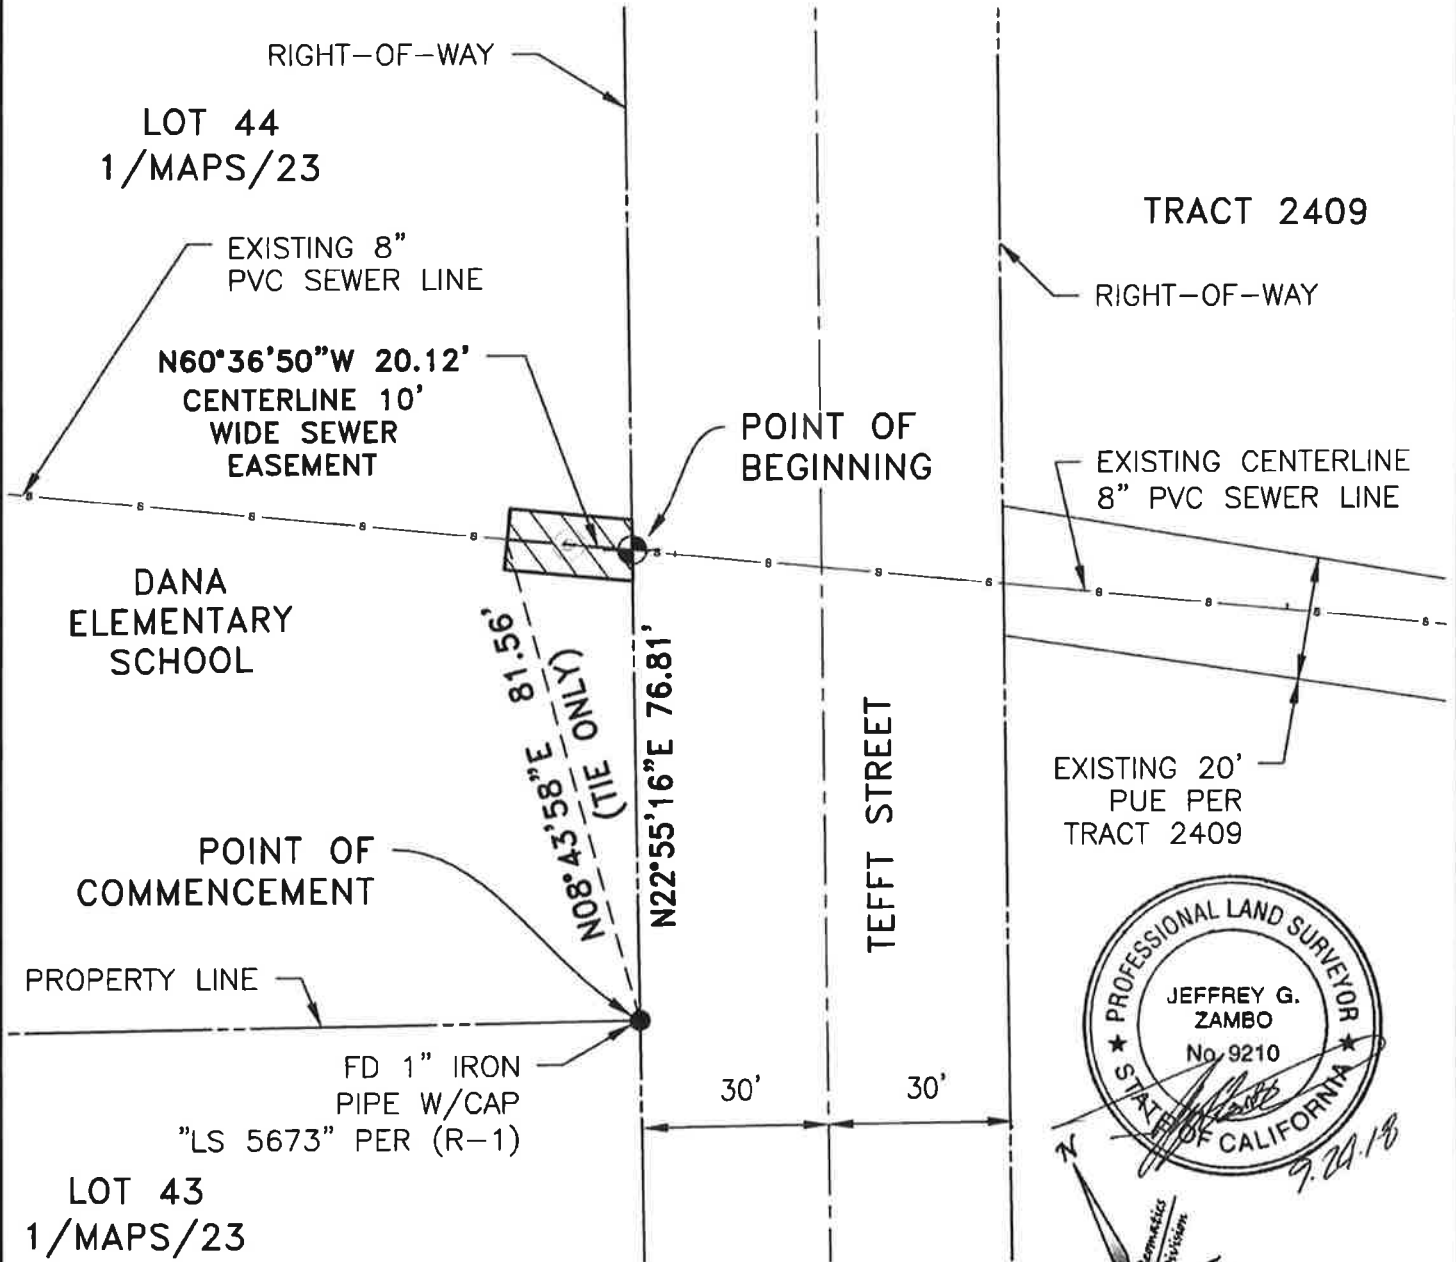 RIGHT-OF-WAY
LOT 44
1/MAPS/23
TRACT 2409
EXISTING 8"
PVC SEWER LINE
RIGHT-OF-WAY
N60°36'50"W 20.12'
CENTERLINE 10'
WIDE SEWER
EASEMENT
POINT OF
BEGINNING
EXISTING CENTERLINE
8" PVC SEWER LINE
S S S S S S S S S S S S S
DANA
ELEMENTARY
SCHOOL
N08°43'58"E 81.56'
(TIE ONLY)
N22°55'16"E 76.81'
TEFFT STREET
EXISTING 20'
PUE PER
TRACT 2409
POINT OF
COMMENCEMENT
PROPERTY LINE
FD 1" IRON
PIPE W/CAP
"LS 5673" PER (R-1)
30'
30'
LOT 43
1/MAPS/23
PROFESSIONAL LAND SURVEYOR
JEFFREY G.
ZAMBO
No. 9210
STATE OF CALIFORNIA
9.24.18
N